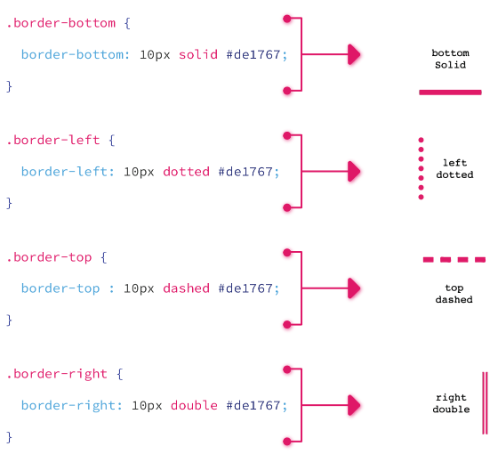 .border-bottom {
border-bottom: 10px solid #de1767;
}
bottom
Solid
.border-left {
border-left: 10px dotted #de1767;
}
left
dotted
.border-top {
border-top : 10px dashed #de1767;
}
top
dashed
.border-right {
border-right: 10px double #de1767;
}
right
double